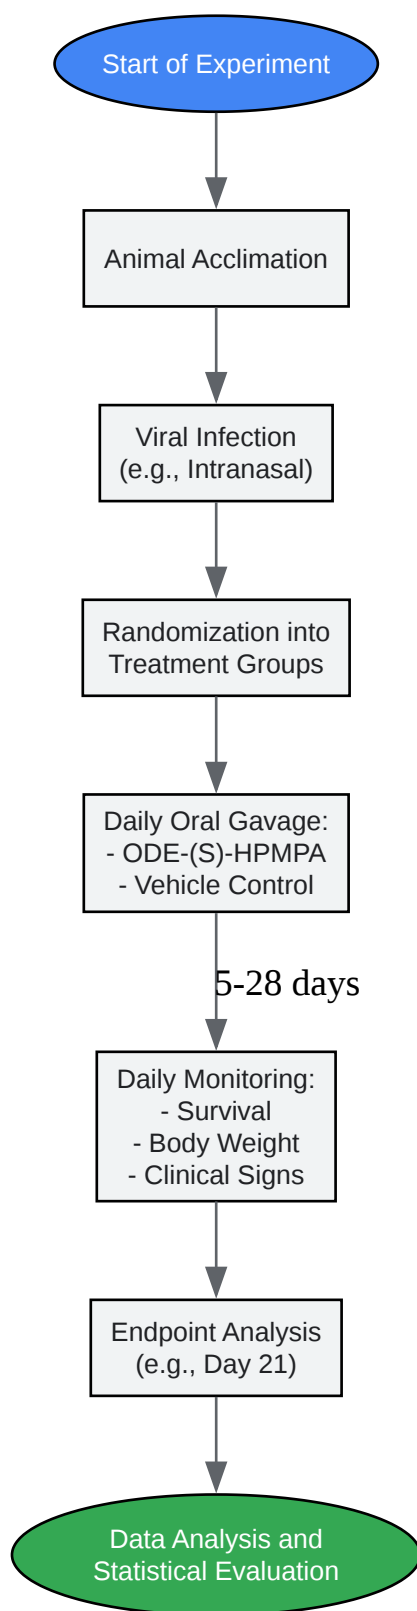 Start of Experiment
Animal Acclimation
Viral Infection
(e.g., Intranasal)
Randomization into
Treatment Groups
Daily Oral Gavage:
- ODE-(S)-HPMPA
- Vehicle Control
5-28 days
Daily Monitoring:
- Survival
- Body Weight
- Clinical Signs
Endpoint Analysis
(e.g., Day 21)
Data Analysis and
Statistical Evaluation